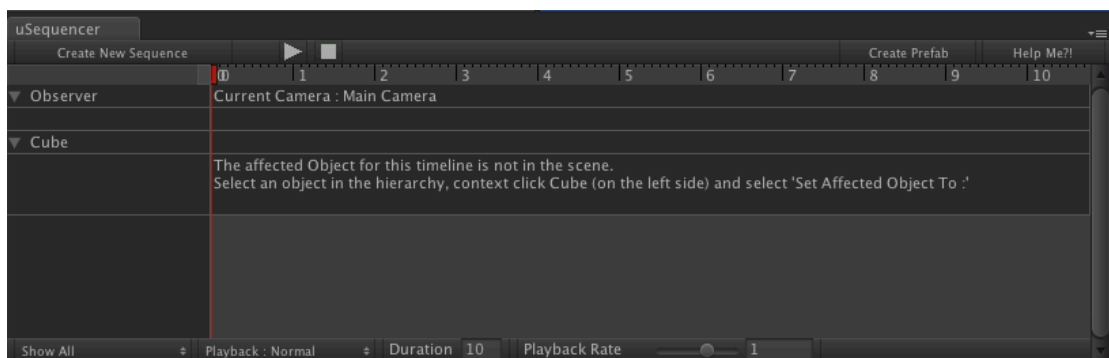 uSequencer
Create New Sequence Create Prefab Help Me?!
00 1 2 3 4 5 6 7 8 9 10
Observer Current Camera : Main Camera
Cube
The affected Object for this timeline is not in the scene.
Select an object in the hierarchy, context click Cube (on the left side) and select 'Set Affected Object To :'
Show All Playback : Normal Duration 10 Playback Rate 1